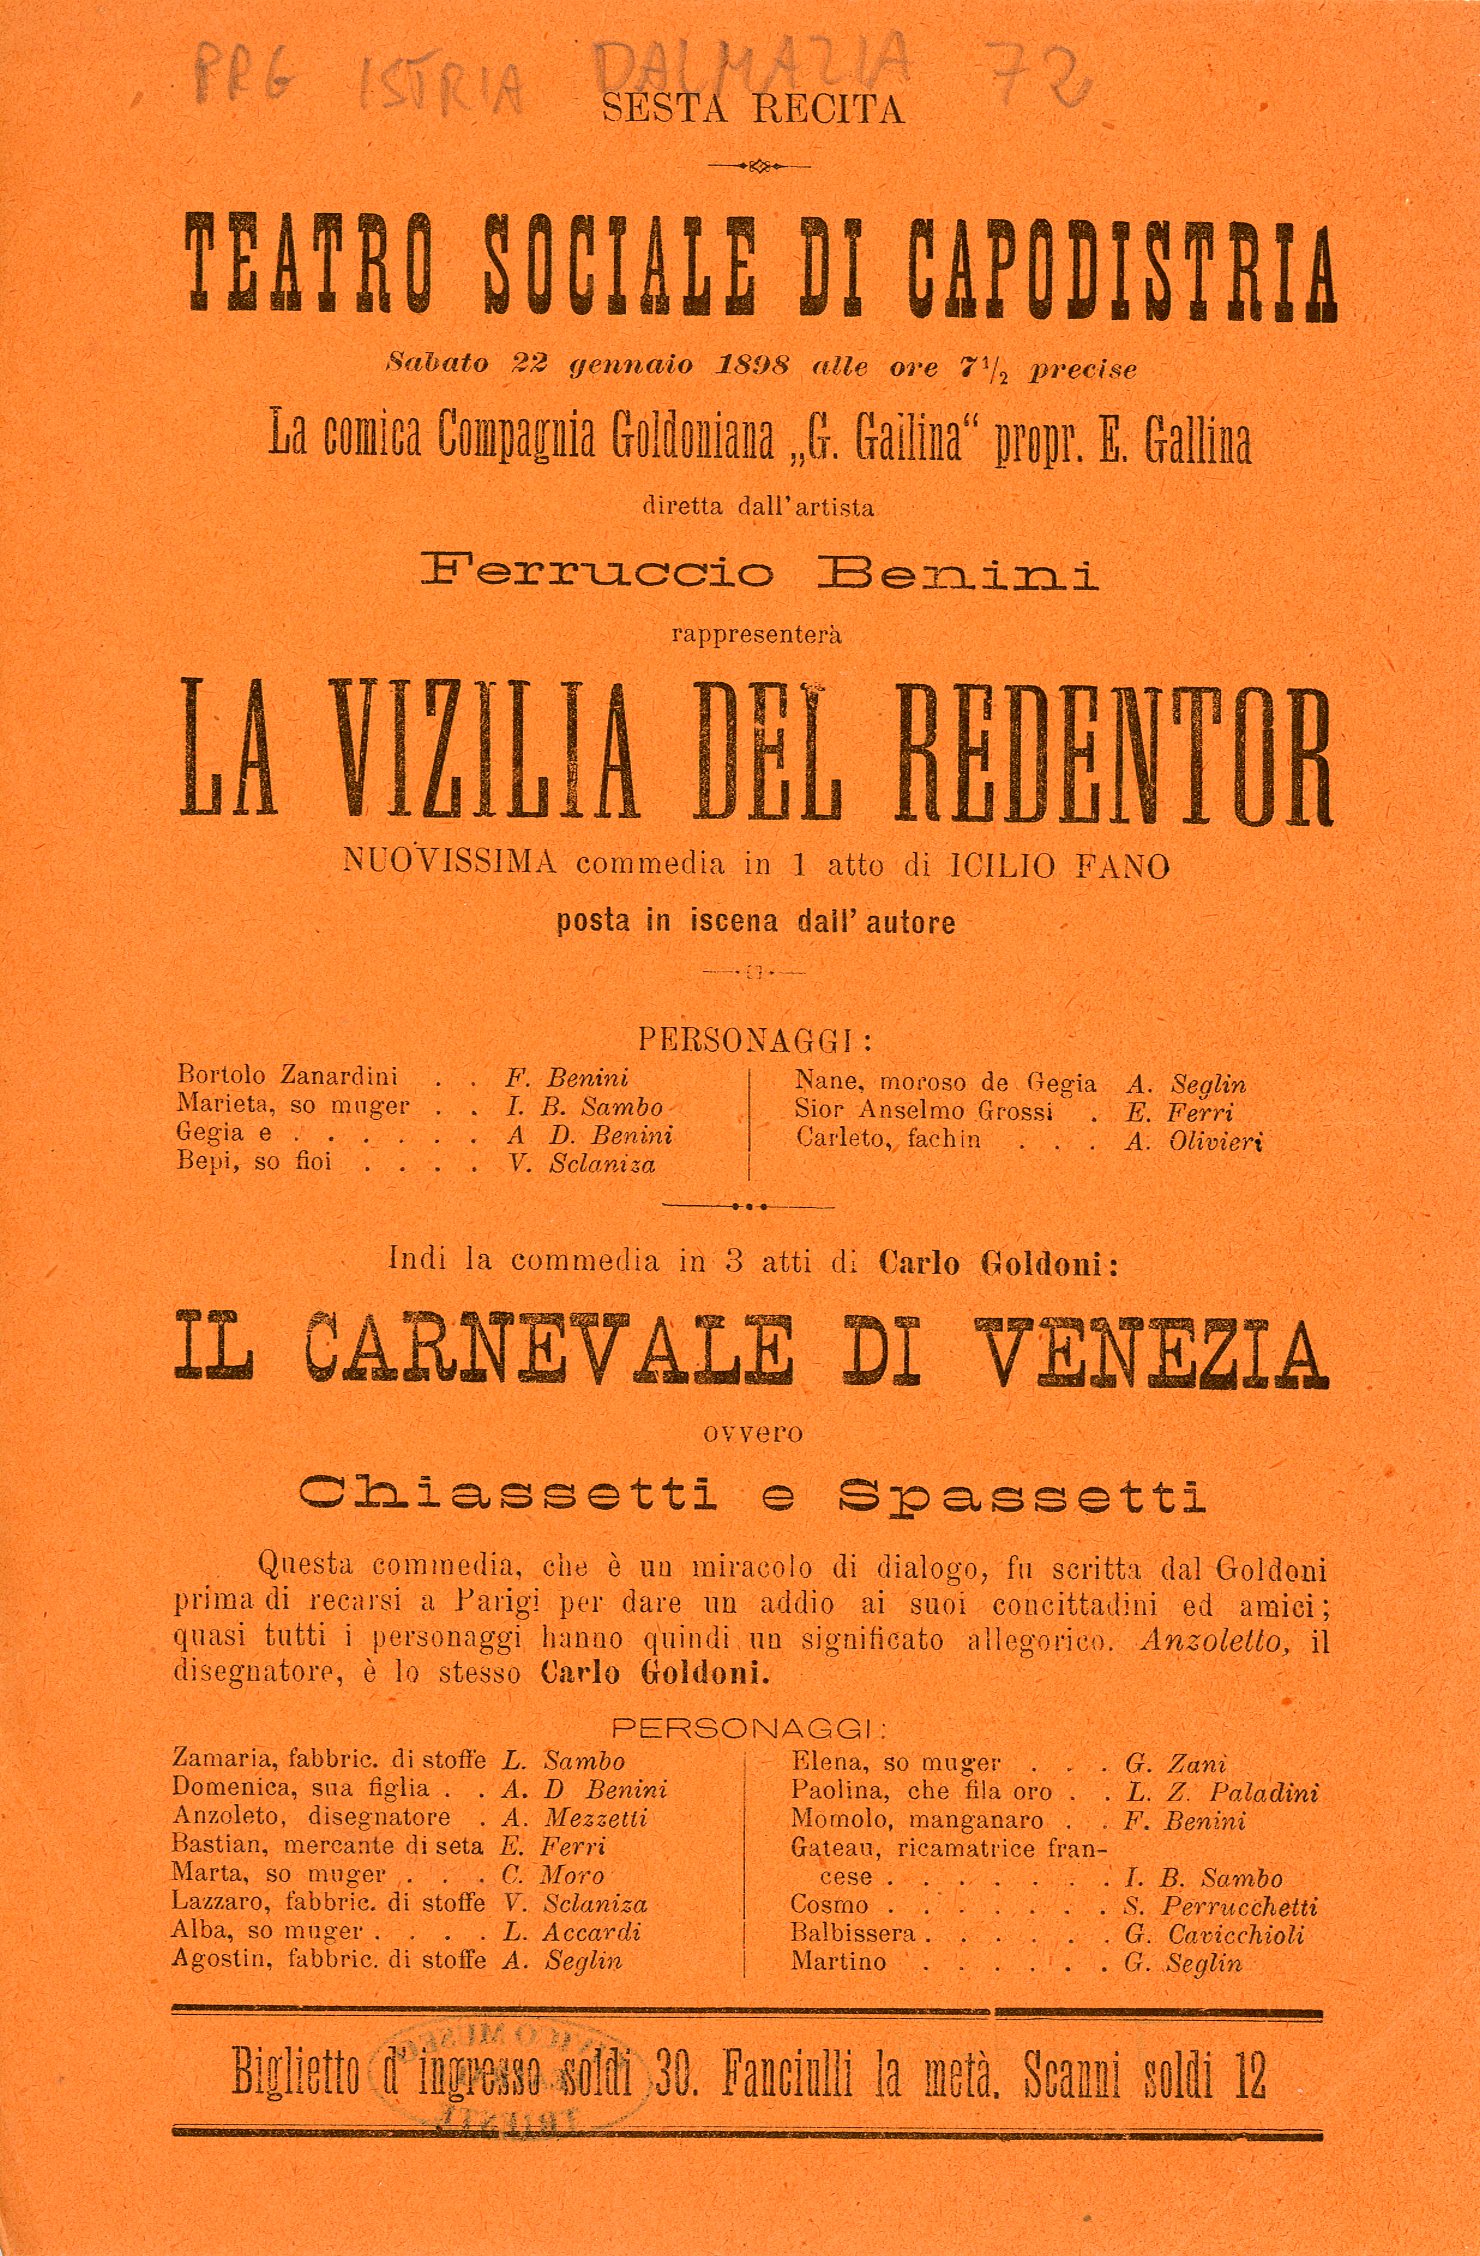 PRG ISTRIA DALMAZIA 72
SESTA RECITA
TEATRO SOCIALE DI CAPODISTRIA
Sabato 22 gennaio 1898 alle ore 7 1/2 precise
La comica Compagnia Goldoniana „G. Gallina“ propr. E. Gallina
diretta dall'artista
Ferruccio Benini
rappresenterà
LA VIZILIA DEL REDENTOR
NUOVISSIMA commedia in 1 atto di ICILIO FANO
posta in iscena dall' autore
PERSONAGGI:
Bortolo Zanardini . . F. Benini
Marieta, so muger . . I. B. Sambo
Gegia e . . . . . . A D. Benini
Bepi, so fioi . . . . V. Sclaniza
Nane, moroso de Gegia A. Seglin
Sior Anselmo Grossi . E. Ferri
Carleto, fachin . . . A. Olivieri
Indi la commedia in 3 atti di Carlo Goldoni:
IL CARNEVALE DI VENEZIA
ovvero
Chiassetti e Spassetti
Questa commedia, che è un miracolo di dialogo, fu scritta dal Goldoni
prima di recarsi a Parigi per dare un addio ai suoi concittadini ed amici;
quasi tutti i personaggi hanno quindi un significato allegorico. Anzoletto, il
disegnatore, è lo stesso Carlo Goldoni.
PERSONAGGI:
Zamaria, fabbric. di stoffe L. Sambo
Domenica, sua figlia . . A. D Benini
Anzoleto, disegnatore . A. Mezzetti
Bastian, mercante di seta E. Ferri
Marta, so muger . . . C. Moro
Lazzaro, fabbric. di stoffe V. Sclaniza
Alba, so muger . . . . L. Accardi
Agostin, fabbric. di stoffe A. Seglin
Elena, so muger . . . G. Zani
Paolina, che fila oro . . L. Z. Paladini
Momolo, manganaro . . F. Benini
Gateau, ricamatrice fran-
cese . . . . . . . I. B. Sambo
Cosmo . . . . . . . S. Perrucchetti
Balbissera . . . . . . G. Cavicchioli
Martino . . . . . . G. Seglin
Biglietto d' ingresso soldi 30. Fanciulli la metà. Scanni soldi 12